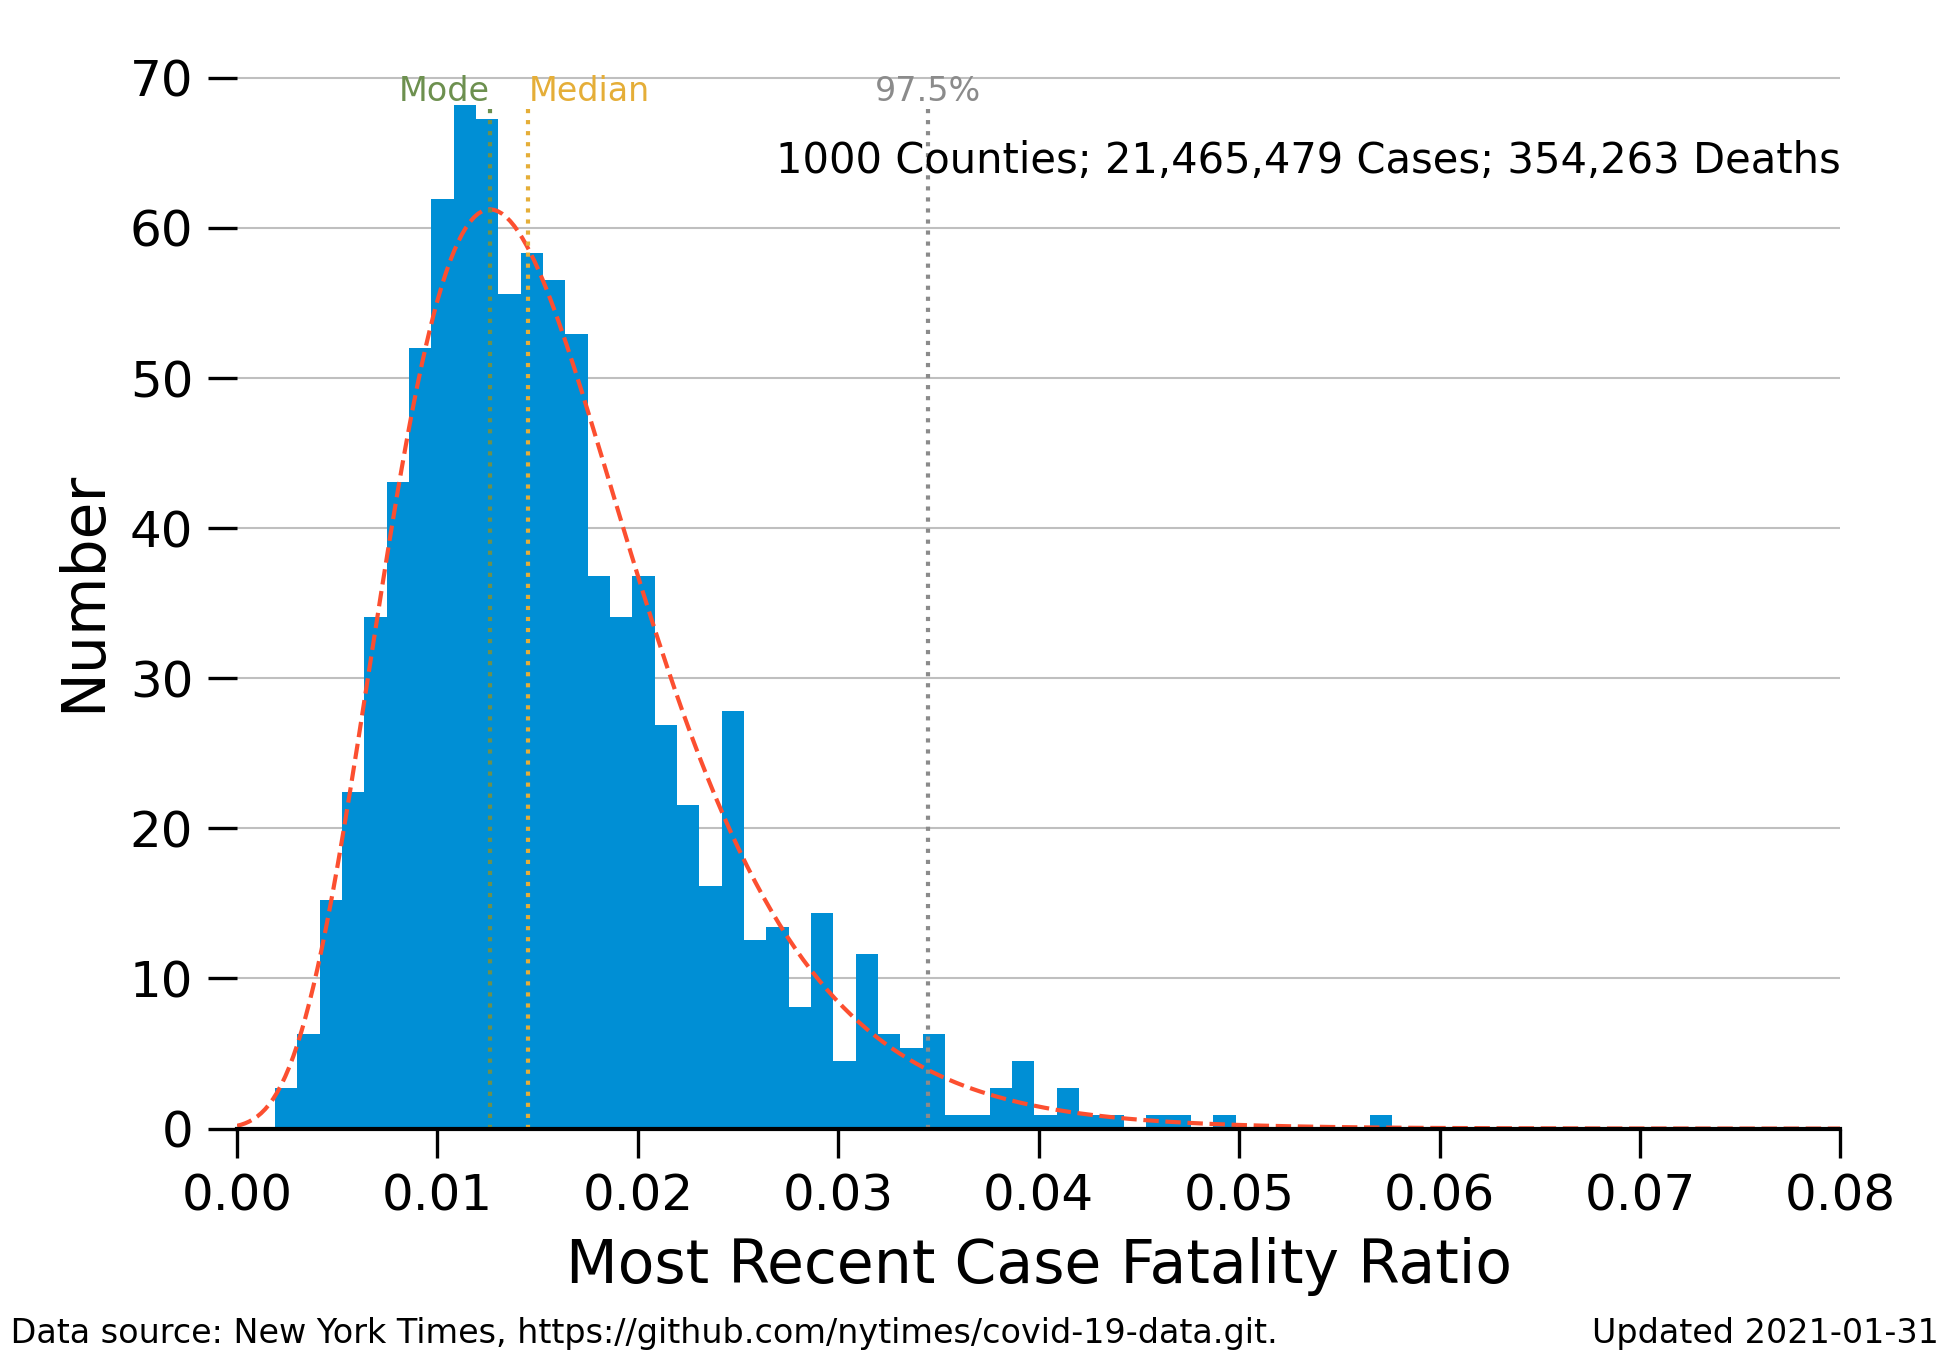 70
Mode
Median
97.5%
1000 Counties; 21,465,479 Cases; 354,263 Deaths
60
50
40
30
20
10
0
Number
0.00 0.01 0.02 0.03 0.04 0.05 0.06 0.07 0.08
Most Recent Case Fatality Ratio
Data source: New York Times, https://github.com/nytimes/covid-19-data.git.
Updated 2021-01-31